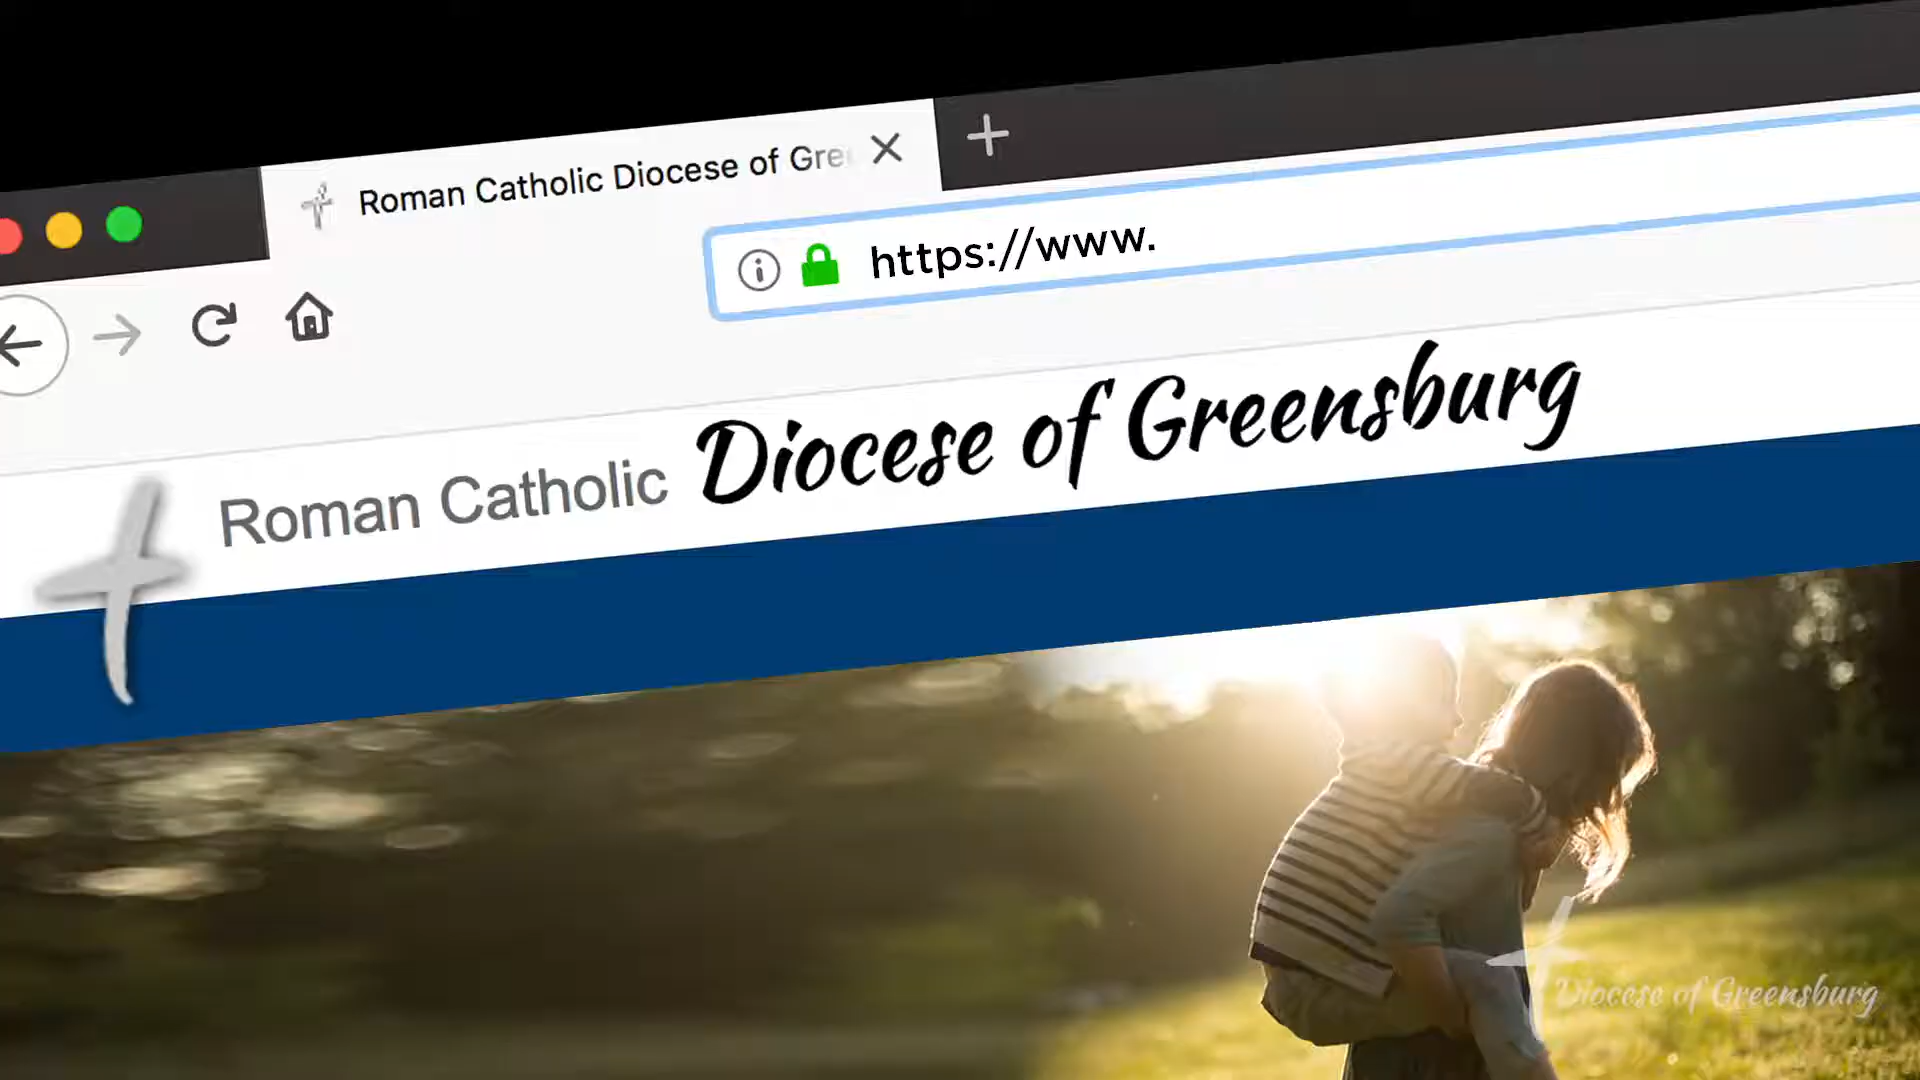 Roman Catholic Diocese of Gre
https://www.
Roman Catholic Diocese of Greensburg
Diocese of Greensburg